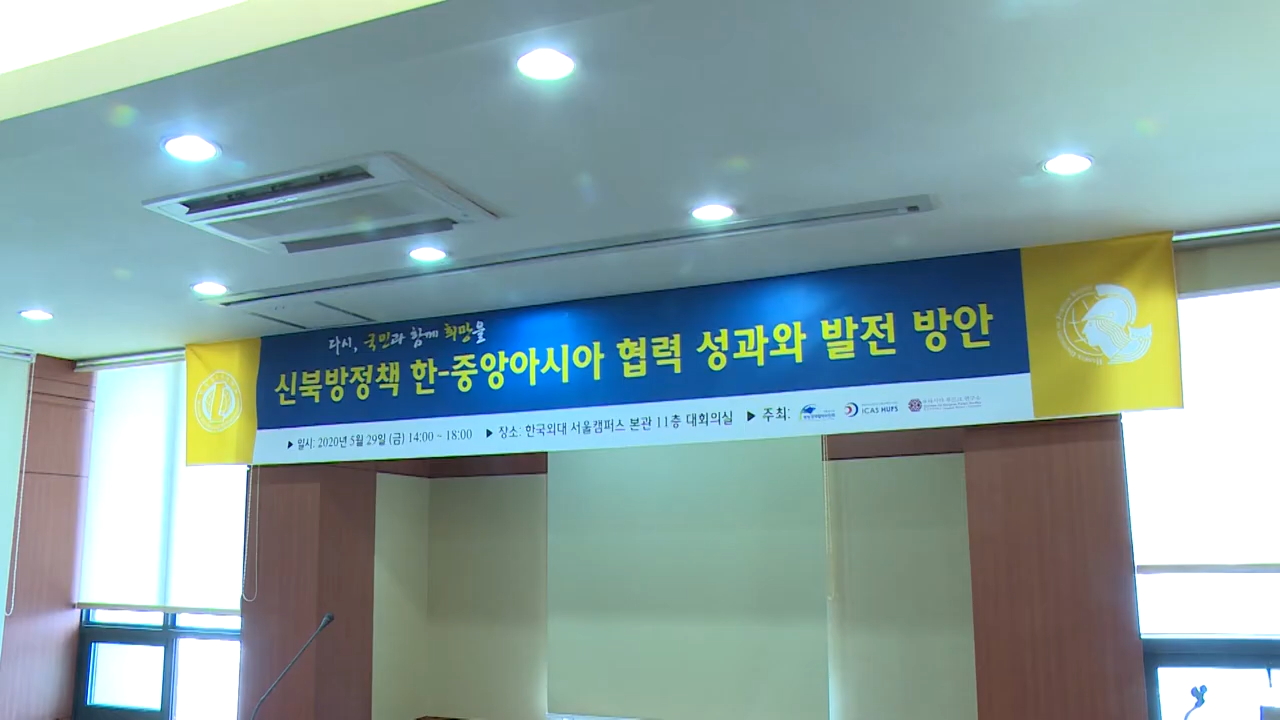 다시, 국민과 함께 희망을
신북방정책 한-중앙아시아 협력 성과와 발전 방안
▶ 일시: 2020년 5월 29일 (금) 14:00 ~ 18:00 ▶ 장소: 한국외대 서울캠퍼스 본관 11층 대회의실 ▶ 주최:
ICAS HUFS